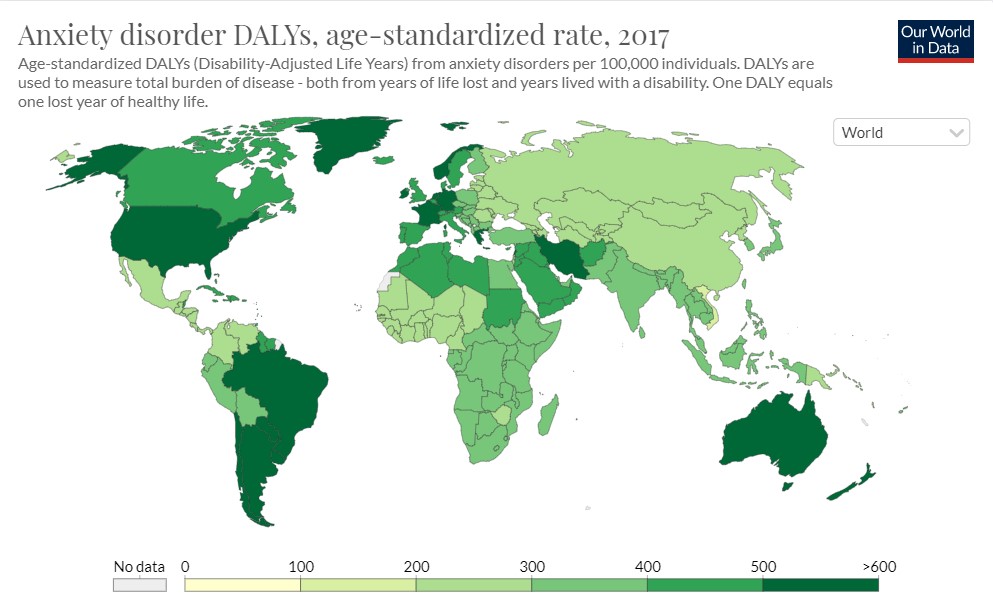 Anxiety disorder DALYs, age-standardized rate, 2017
Our World
in Data
Age-standardized DALYs (Disability-Adjusted Life Years) from anxiety disorders per 100,000 individuals. DALYs are
used to measure total burden of disease - both from years of life lost and years lived with a disability. One DALY equals
one lost year of healthy life.
World
No data 0 100 200 300 400 500 >600